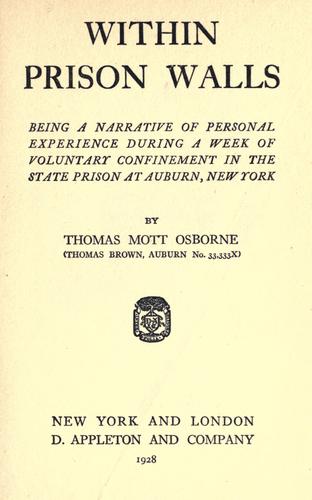 WITHIN
PRISON WALLS
BEING A NARRATIVE OF PERSONAL
EXPERIENCE DURING A WEEK OF
VOLUNTARY CONFINEMENT IN THE
STATE PRISON AT AUBURN, NEW YORK
BY
THOMAS MOTT OSBORNE
(THOMAS BROWN, AUBURN No. 33,333X)
NEW YORK AND LONDON
D. APPLETON AND COMPANY
1928